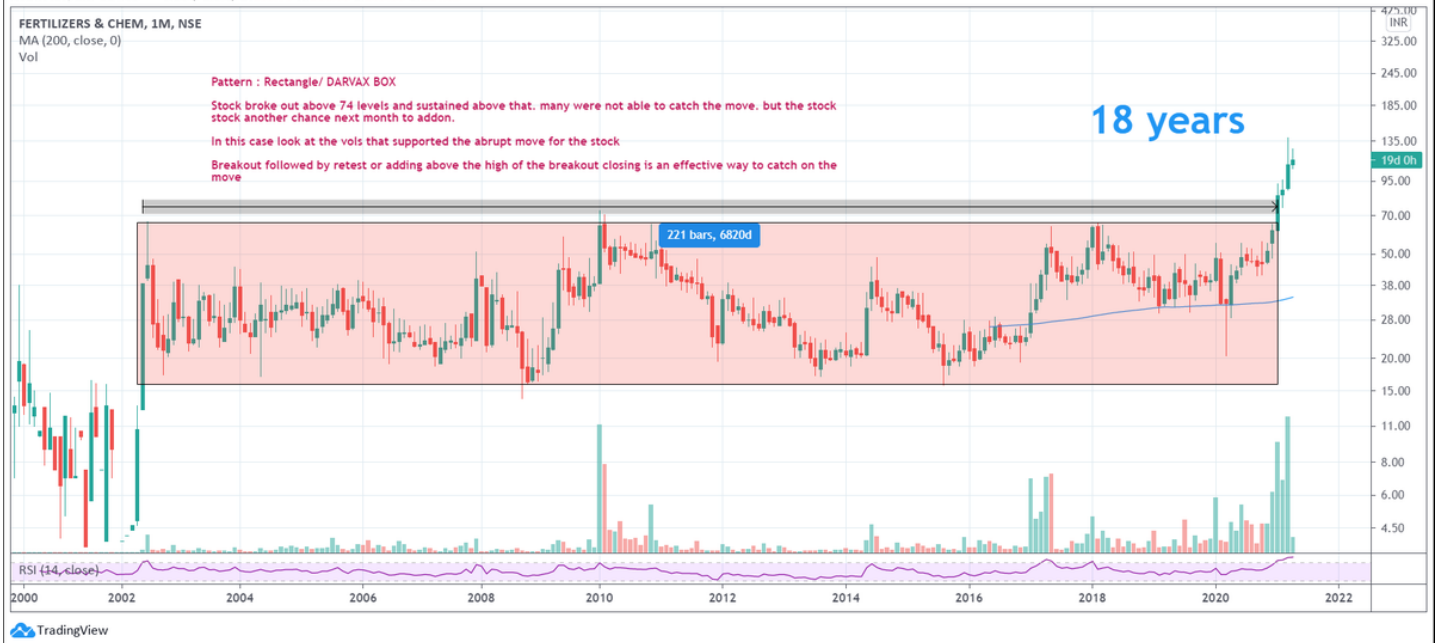 FERTILIZERS & CHEM, 1M, NSE
MA (200, close, 0)
Vol
Pattern : Rectangle/ DARVAX BOX
Stock broke out above 74 levels and sustained above that. many were not able to catch the move. but the stock
stock another chance next month to addon.
In this case look at the vols that supported the abrupt move for the stock
Breakout followed by retest or adding above the high of the breakout closing is an effective way to catch on the
move
18 years
221 bars, 6820d
475.00
INR
325.00
245.00
185.00
135.00
19d 0h
95.00
70.00
50.00
38.00
28.00
20.00
15.00
11.00
8.00
6.00
4.50
RSI (14, close)
2000 2002 2004 2006 2008 2010 2012 2014 2016 2018 2020 2022
TradingView